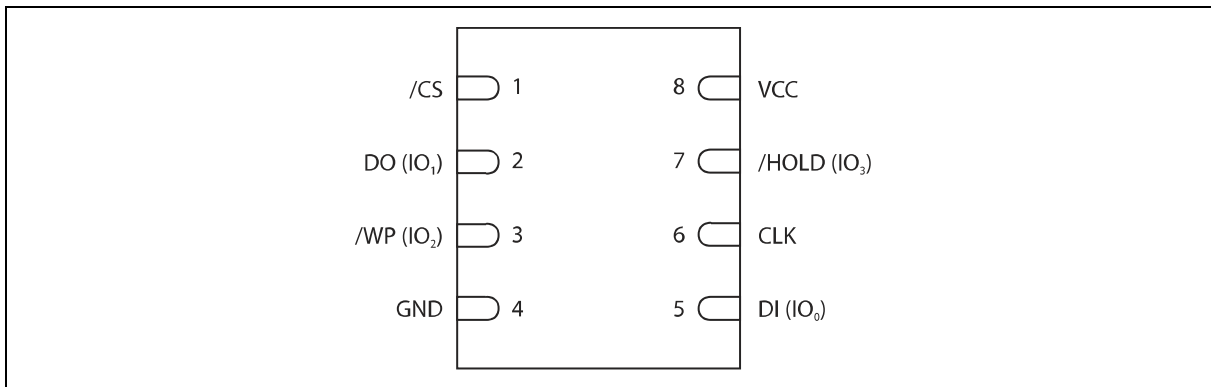 /CS 1 8 VCC
DO (IO₁) 2 7 /HOLD (IO₃)
/WP (IO₂) 3 6 CLK
GND 4 5 DI (IO₀)